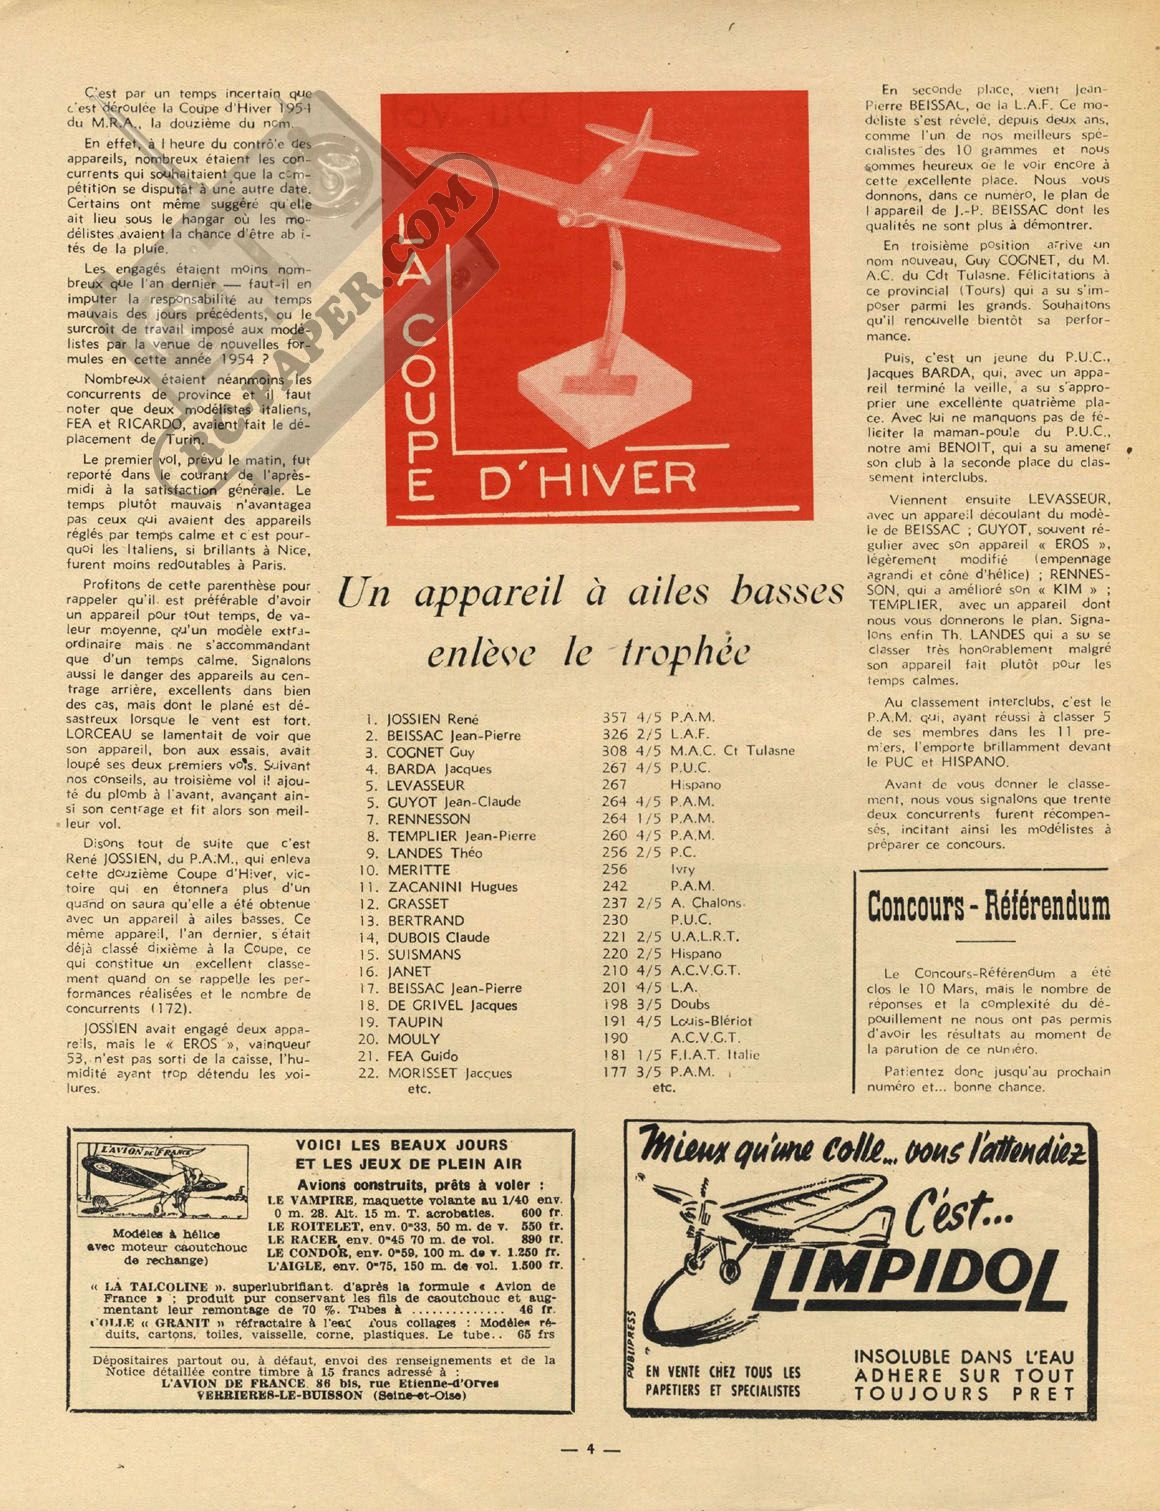 C'est par un temps incertain que
c'est déroulée la Coupe d'Hiver 1954
du M.R.A., la douzième du nom.
En effet, à l heure du contrô'e des
appareils, nombreux étaient les con-
currents qui souhaitaient que la com-
pétition se disputât à une autre date.
Certains ont même suggéré qu'elle
ait lieu sous le hangar où les mo-
délistes avaient la chance d'être ab i-
tés de la pluie.
Les engagés étaient moins nom-
breux que l'an dernier — faut-il en
imputer la responsabilité au temps
mauvais des jours précédents, ou le
surcroit de travail imposé aux modé-
listes par la venue de nouvelles for-
mules en cette année 1954 ?
Nombreux étaient néanmoins les
concurrents de province et il faut
noter que deux modélistes italiens,
FEA et RICARDO, avaient fait le dé-
placement de Turin.
Le premier vol, prévu le matin, fut
reporté dans le courant de l'après-
midi à la satisfaction générale. Le
temps plutôt mauvais n'avantagea
pas ceux qui avaient des appareils
réglés par temps calme et c'est pour-
quoi les Italiens, si brillants à Nice,
furent moins redoutables à Paris.
Profitons de cette parenthèse pour
rappeler qu'il est préférable d'avoir
un appareil pour tout temps, de va-
leur moyenne, qu'un modèle extra-
ordinaire mais ne s'accommandant
que d'un temps calme. Signalons
aussi le danger des appareils au cen-
trage arrière, excellents dans bien
des cas, mais dont le plané est dé-
sastreux lorsque le vent est fort.
LORCEAU se lamentait de voir que
son appareil, bon aux essais, avait
loupé ses deux premiers vols. Suivant
nos conseils, au troisième vol il ajou-
té du plomb à l'avant, avançant ain-
si son centrage et fit alors son meil-
leur vol.
Disons tout de suite que c'est
René JOSSIEN, du P.A.M., qui enleva
cette douzième Coupe d'Hiver, vic-
toire qui en étonnera plus d'un
quand on saura qu'elle a été obtenue
avec un appareil à ailes basses. Ce
même appareil, l'an dernier, s'était
déjà classé dixième à la Coupe, ce
qui constitue un excellent classe-
ment quand on se rappelle les per-
formances réalisées et le nombre de
concurrents (172).
JOSSIEN avait engagé deux appa-
reils, mais le « EROS », vainqueur
53, n'est pas sorti de la caisse, l'hu-
midité ayant trop détendu les voi-
lures.
RCPAPER.COM
LA COUPE
D'HIVER
Un appareil à ailes basses
enlève le trophée
1. JOSSIEN René 357 4/5 P.A.M.
2. BEISSAC Jean-Pierre 326 2/5 L.A.F.
3. COGNET Guy 308 4/5 M.A.C. Ct Tulasne
4. BARDA Jacques 267 4/5 P.U.C.
5. LEVASSEUR 267 Hispano
5. GUYOT Jean-Claude 264 4/5 P.A.M.
7. RENNESSON 264 1/5 P.A.M.
8. TEMPLIER Jean-Pierre 260 4/5 P.A.M.
9. LANDES Théo 256 2/5 P.C.
10. MERITTE 256 Ivry
11. ZACANINI Hugues 242 P.A.M.
12. GRASSET 237 2/5 A. Chalons
13. BERTRAND 230 P.U.C.
14, DUBOIS Claude 221 2/5 U.A.L.R.T.
15. SUISMANS 220 2/5 Hispano
16. JANET 210 4/5 A.C.V.G.T.
17. BEISSAC Jean-Pierre 201 4/5 L.A.
18. DE GRIVEL Jacques 198 3/5 Doubs
19. TAUPIN 191 4/5 Louis-Blériot
20. MOULY 190 A.C.V.G.T.
21. FEA Guido 181 1/5 F.I.A.T. Italie
22. MORISSET Jacques 177 3/5 P.A.M.
etc. etc.
En seconde place, vient Jean-
Pierre BEISSAC, de la L.A.F. Ce mo-
déliste s'est révelé, depuis deux ans,
comme l'un de nos meilleurs spé-
cialistes des 10 grammes et nous
sommes heureux de le voir encore à
cette excellente place. Nous vous
donnons, dans ce numéro, le plan de
l'appareil de J.-P. BEISSAC dont les
qualités ne sont plus à démontrer.
En troisième position arrive un
nom nouveau, Guy COGNET, du M.
A.C. du Cdt Tulasne. Félicitations à
ce provincial (Tours) qui a su s'im-
poser parmi les grands. Souhaitons
qu'il renouvelle bientôt sa perfor-
mance.
Puis, c'est un jeune du P.U.C.,
Jacques BARDA, qui, avec un appa-
reil terminé la veille, a su s'appro-
prier une excellente quatrième pla-
ce. Avec lui ne manquons pas de fé-
liciter la maman-poule du P.U.C.,
notre ami BENOIT, qui a su amener
son club à la seconde place du clas-
sement interclubs.
Viennent ensuite LEVASSEUR,
avec un appareil découlant du modè-
le de BEISSAC ; GUYOT, souvent ré-
gulier avec son appareil « EROS »,
légèrement modifié (empennage
agrandi et cône d'hélice) ; RENNES-
SON, qui a amélioré son « KIM » ;
TEMPLIER, avec un appareil dont
nous vous donnerons le plan. Signa-
lons enfin Th. LANDES qui a su se
classer très honorablement malgré
son appareil fait plutôt pour les
temps calmes.
Au classement interclubs, c'est le
P.A.M. qui, ayant réussi à classer 5
de ses membres dans les 11 pre-
miers, l'emporte brillamment devant
le PUC et HISPANO.
Avant de vous donner le classe-
ment, nous vous signalons que trente
deux concurrents furent récompen-
sés, incitant ainsi les modélistes à
préparer ce concours.
Concours - Référendum
Le Concours-Référendum a été
clos le 10 Mars, mais le nombre de
réponses et la complexité du dé-
pouillement ne nous ont pas permis
d'avoir les résultats au moment de
la parution de ce numéro.
Patientez donc jusqu'au prochain
numéro et... bonne chance.
L'AVION DE FRANCE
Modèles à hélice
avec moteur caoutchouc
de rechange)
VOICI LES BEAUX JOURS
ET LES JEUX DE PLEIN AIR
Avions construits, prêts à voler :
LE VAMPIRE, maquette volante au 1/40 env.
0 m. 28. Alt. 15 m. T. acrobaties. 600 fr.
LE ROITELET, env. 0m33, 50 m. de v. 550 fr.
LE RACER, env. 0m45 70 m. de vol. 890 fr.
LE CONDOR, env. 0m59, 100 m. de v. 1.250 fr.
L'AIGLE, env. 0m75, 150 m. de vol. 1.500 fr.
« LA TALCOLINE ». superlubrifiant. d'après la formule « Avion de
France » ; produit pur conservant les fils de caoutchouc et aug-
mentant leur remontage de 70 %. Tubes à .............. 46 fr.
COLLE « GRANIT » réfractaire à l'eau Tous collages : Modèles ré-
duits, cartons, toiles, vaisselle, corne, plastiques. Le tube.. 65 frs
Dépositaires partout ou, à défaut, envoi des renseignements et de la
Notice détaillée contre timbre à 15 francs adressé à :
L'AVION DE FRANCE 86 bis, rue Etienne-d'Orves
VERRIERES-LE-BUISSON (Seine-et-Oise)
Mieux qu'une colle... vous l'attendiez
C'est...
LIMPIDOL
PUBLIPRESS
EN VENTE CHEZ TOUS LES
PAPETIERS ET SPECIALISTES
INSOLUBLE DANS L'EAU
ADHERE SUR TOUT
TOUJOURS PRET
— 4 —